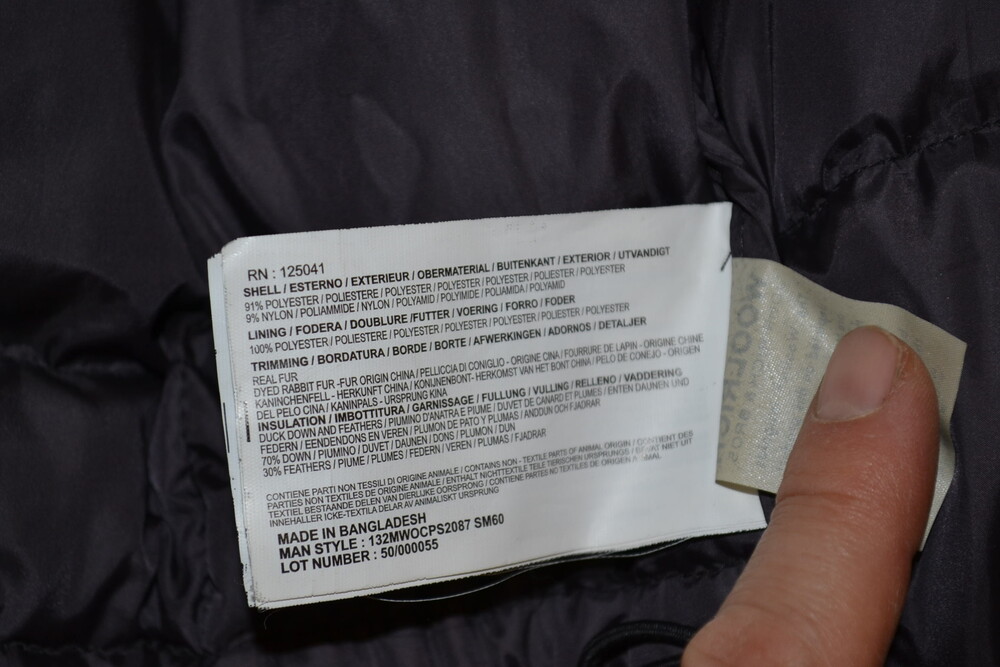 RN : 125041
SHELL / ESTERNO / EXTERIEUR / OBERMATERIAL / BUITENKANT / EXTERIOR / UTVANDIGT
91% POLYESTER / POLIESTERE / POLYESTER / POLYESTER / POLYESTER / POLIESTER / POLYESTER
9% NYLON / POLIAMMIDE / NYLON / POLYAMID / POLYIMIDE / POLIAMIDA / POLYAMID
LINING / FODERA / DOUBLURE /FUTTER / VOERING / FORRO / FODER
100% POLYESTER / POLIESTERE / POLYESTER / POLYESTER / POLYESTER / POLIESTER / POLYESTER
TRIMMING / BORDATURA / BORDE / BORTE / AFWERKINGEN / ADORNOS / DETALJER
REAL FUR
DYED RABBIT FUR -FUR ORIGIN CHINA / PELLICCIA DI CONIGLIO - ORIGINE CINA / FOURRURE DE LAPIN - ORIGINE CHINE
KANINCHENFELL - HERKUNFT CHINA / KONIJNENBONT- HERKOMST VAN HET BONT CHINA / PELO DE CONEJO - ORIGEN
DEL PELO CINA / KANINPALS - URSPRUNG KINA
INSULATION / IMBOTTITURA / GARNISSAGE / FULLUNG / VULLING / RELLENO / VADDERING
DUCK DOWN AND FEATHERS / PIUMINO D'ANATRA E PIUME / DUVET DE CANARD ET PLUMES / ENTEN DAUNEN UND
FEDERN / EENDENDONS EN VEREN / PLUMON DE PATO Y PLUMAS / ANDDUN OCH FJADRAR
70% DOWN / PIUMINO / DUVET / DAUNEN / DONS / PLUMON / DUN
30% FEATHERS / PIUME / PLUMES / FEDERN / VEREN / PLUMAS / FJADRAR
CONTIENE PARTI NON TESSILI DI ORIGINE ANIMALE / CONTAINS NON - TEXTILE PARTS OF ANIMAL ORIGIN / CONTIENT DES
PARTIES NON TEXTILES DE ORIGINE ANIMALE / ENTHALT NICHTTEXTILE TEILE TIERISCHEN URSPRUNGS / BEVAT NIET UIT
TEXTIEL BESTAANDE DELEN VAN DIERLIJKE OORSPRONG / CONTIENE PARTES NO TEXTILES DE ORIGEN ANIMAL
INNEHALLER ICKE-TEXTILA DELAR AV ANIMALISKT URSPRUNG
MADE IN BANGLADESH
MAN STYLE : 132MWOCPS2087 SM60
LOT NUMBER : 50/000055